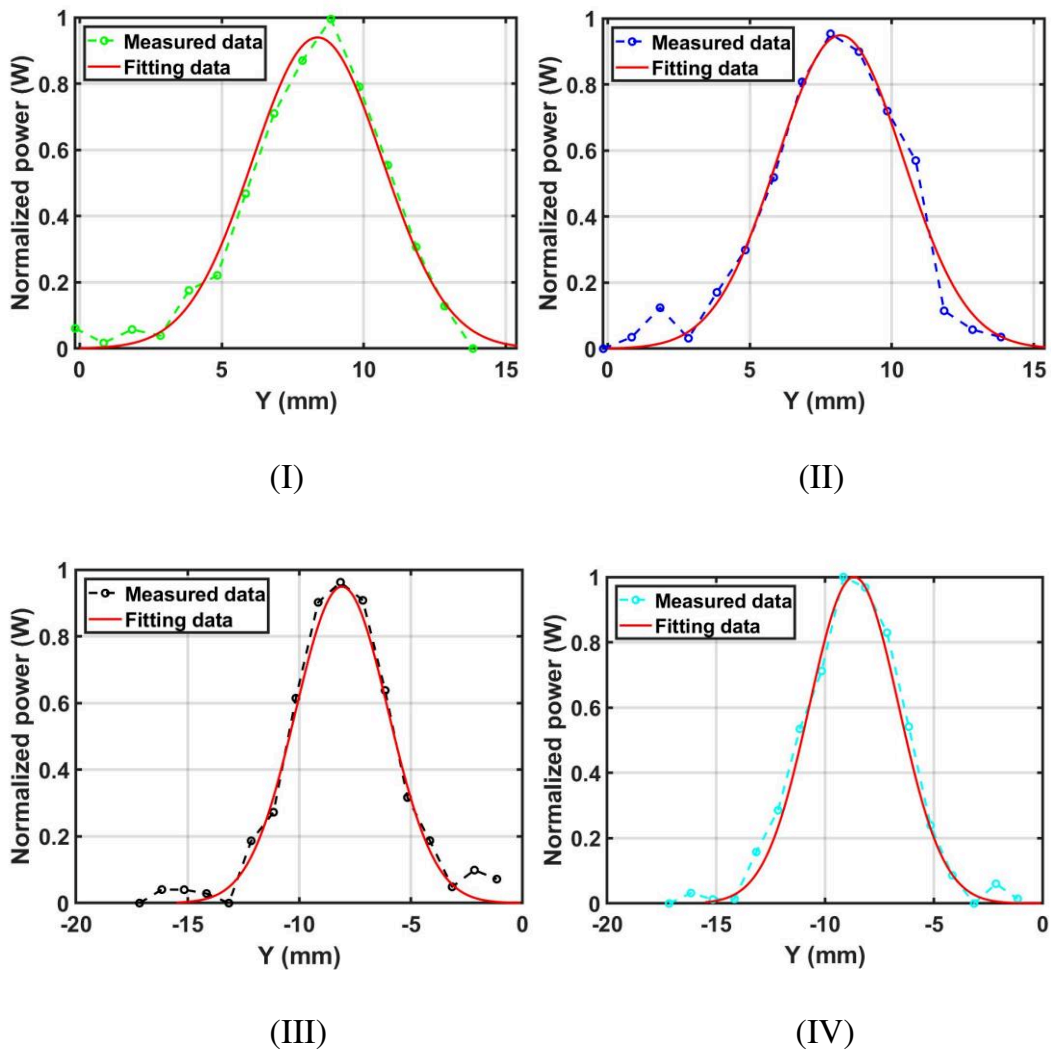 Measured data
Fitting data
Normalized power (W)
1
0.8
0.6
0.4
0.2
0
0 5 10 15
Y (mm)
(I)
Measured data
Fitting data
Normalized power (W)
1
0.8
0.6
0.4
0.2
0
0 5 10 15
Y (mm)
(II)
Measured data
Fitting data
Normalized power (W)
1
0.8
0.6
0.4
0.2
0
-20 -15 -10 -5 0
Y (mm)
(III)
Measured data
Fitting data
Normalized power (W)
1
0.8
0.6
0.4
0.2
0
-20 -15 -10 -5 0
Y (mm)
(IV)